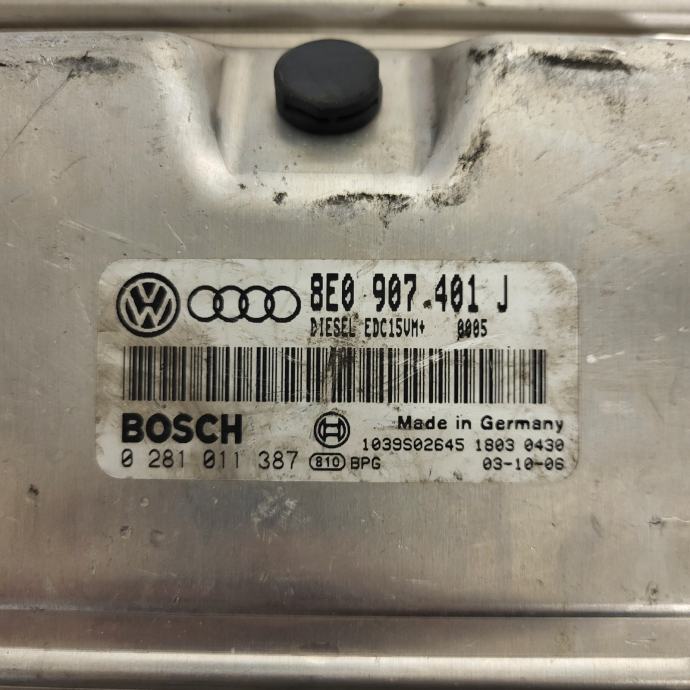 8E0 907 401 J
DIESEL EDC15VM+ 0005
BOSCH
Made in Germany
1039S02645 1803 0430
0 281 011 387 810 BPG 03-10-06